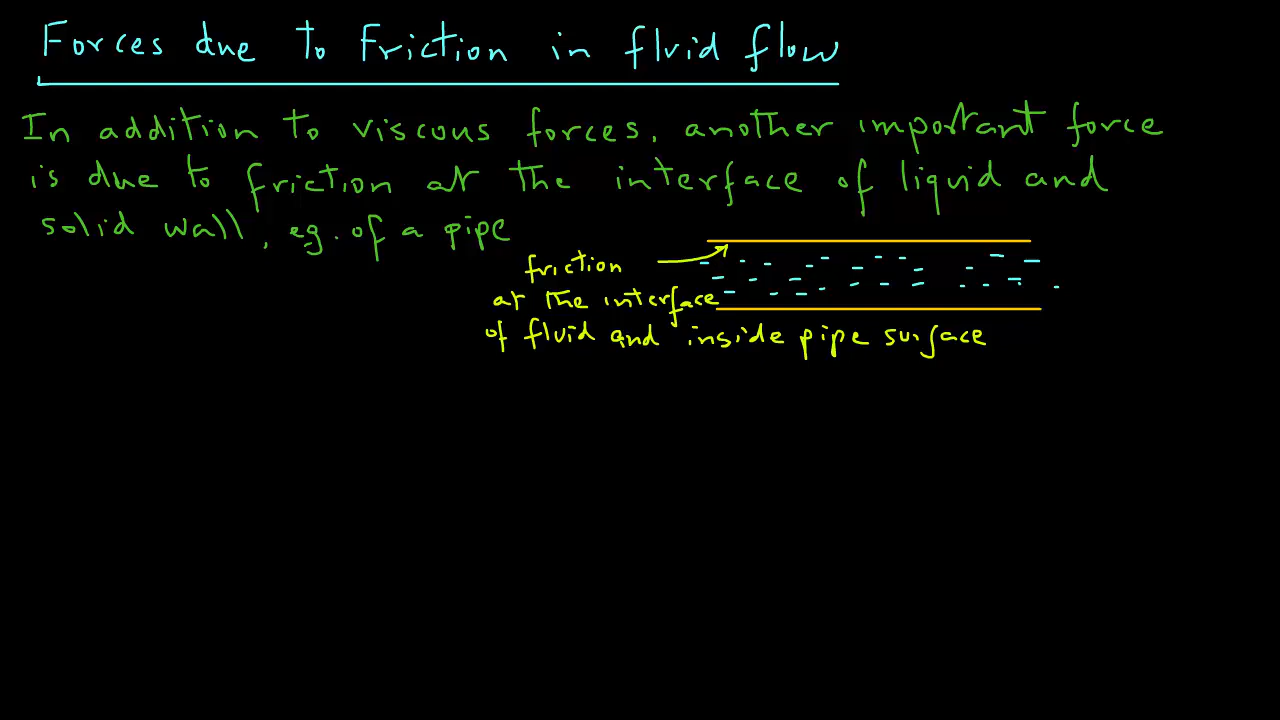 Forces due to Friction in fluid flow
In addition to viscous forces, another important force
is due to friction at the interface of liquid and
solid wall, eg. of a pipe
friction
at the interface
of fluid and inside pipe surface